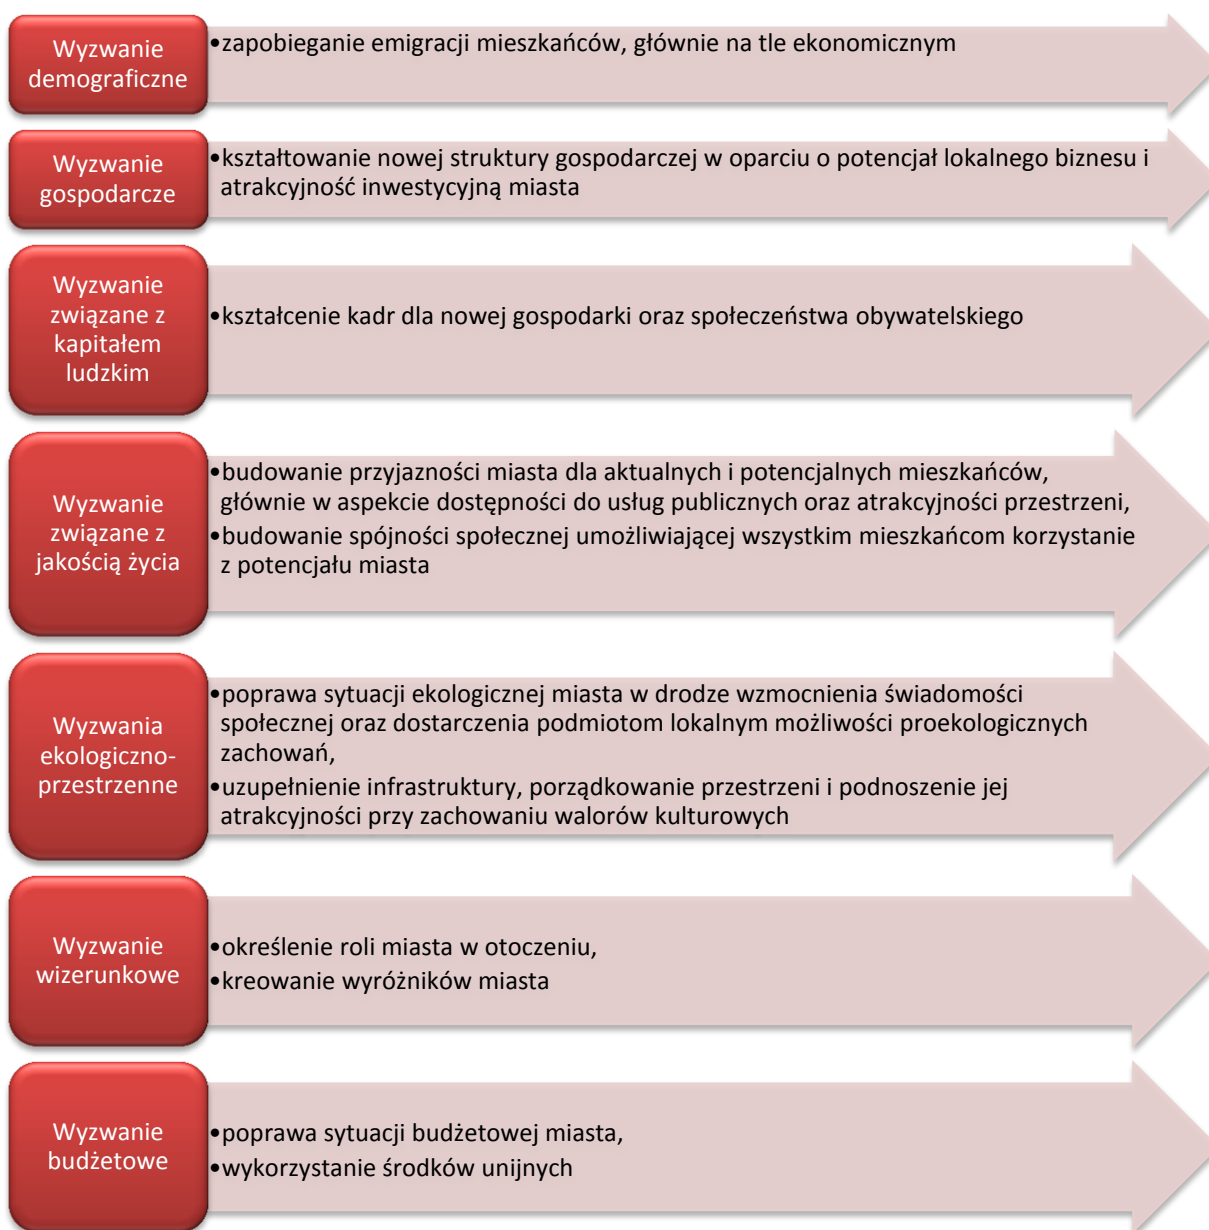 Wyzwanie
demograficzne
•zapobieganie emigracji mieszkańców, głównie na tle ekonomicznym
Wyzwanie
gospodarcze
•kształtowanie nowej struktury gospodarczej w oparciu o potencjał lokalnego biznesu i
atrakcyjność inwestycyjną miasta
Wyzwanie
związane z
kapitałem
ludzkim
•kształcenie kadr dla nowej gospodarki oraz społeczeństwa obywatelskiego
Wyzwanie
związane z
jakością życia
•budowanie przyjazności miasta dla aktualnych i potencjalnych mieszkańców,
głównie w aspekcie dostępności do usług publicznych oraz atrakcyjności przestrzeni,
•budowanie spójności społecznej umożliwiającej wszystkim mieszkańcom korzystanie
z potencjału miasta
Wyzwania
ekologiczno-
przestrzenne
•poprawa sytuacji ekologicznej miasta w drodze wzmocnienia świadomości
społecznej oraz dostarczenia podmiotom lokalnym możliwości proekologicznych
zachowań,
•uzupełnienie infrastruktury, porządkowanie przestrzeni i podnoszenie jej
atrakcyjności przy zachowaniu walorów kulturowych
Wyzwanie
wizerunkowe
•określenie roli miasta w otoczeniu,
•kreowanie wyróżników miasta
Wyzwanie
budżetowe
•poprawa sytuacji budżetowej miasta,
•wykorzystanie środków unijnych